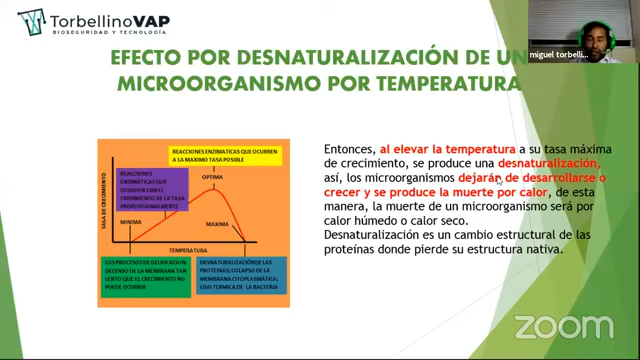 TorbellinoVAP
BIOSEGURIDAD Y TECNOLOGÍA
miguel torbelli...
EFECTO POR DESNATURALIZACIÓN DE UN
MICROORGANISMO POR TEMPERATURA
REACCIONES ENZIMATICAS QUE OCURREN
A LA MAXIMO TASA POSIBLE
REACCIONES
ENZIMÁTICAS QUE
OCURREN CON EL
CRECIMENTO DE LA TASA
PROPORCIONALMENTE
OPTIMA
TASA DE CRECIMIENTO
MINIMA
MAXIMA
TEMPERATURA
LOS PROCESOS DE GELIFICACION;
DECENSO DE LA MEMBRANA TAN
LENTO QUE EL CRECIMIENTO NO
PUEDE OCURRIR
DESNATURALIZACIÓNDE LAS
PROTEINAS; COLAPSO DE LA
MEMBRANA CITOPLASMÁTICA;
LISIS TERMICA DE LA BACTERIA
Entonces, al elevar la temperatura a su tasa máxima
de crecimiento, se produce una desnaturalización,
así, los microorganismos dejarán de desarrollarse o
crecer y se produce la muerte por calor, de esta
manera, la muerte de un microorganismo será por
calor húmedo o calor seco.
Desnaturalización es un cambio estructural de las
proteínas donde pierde su estructura nativa.
zoom